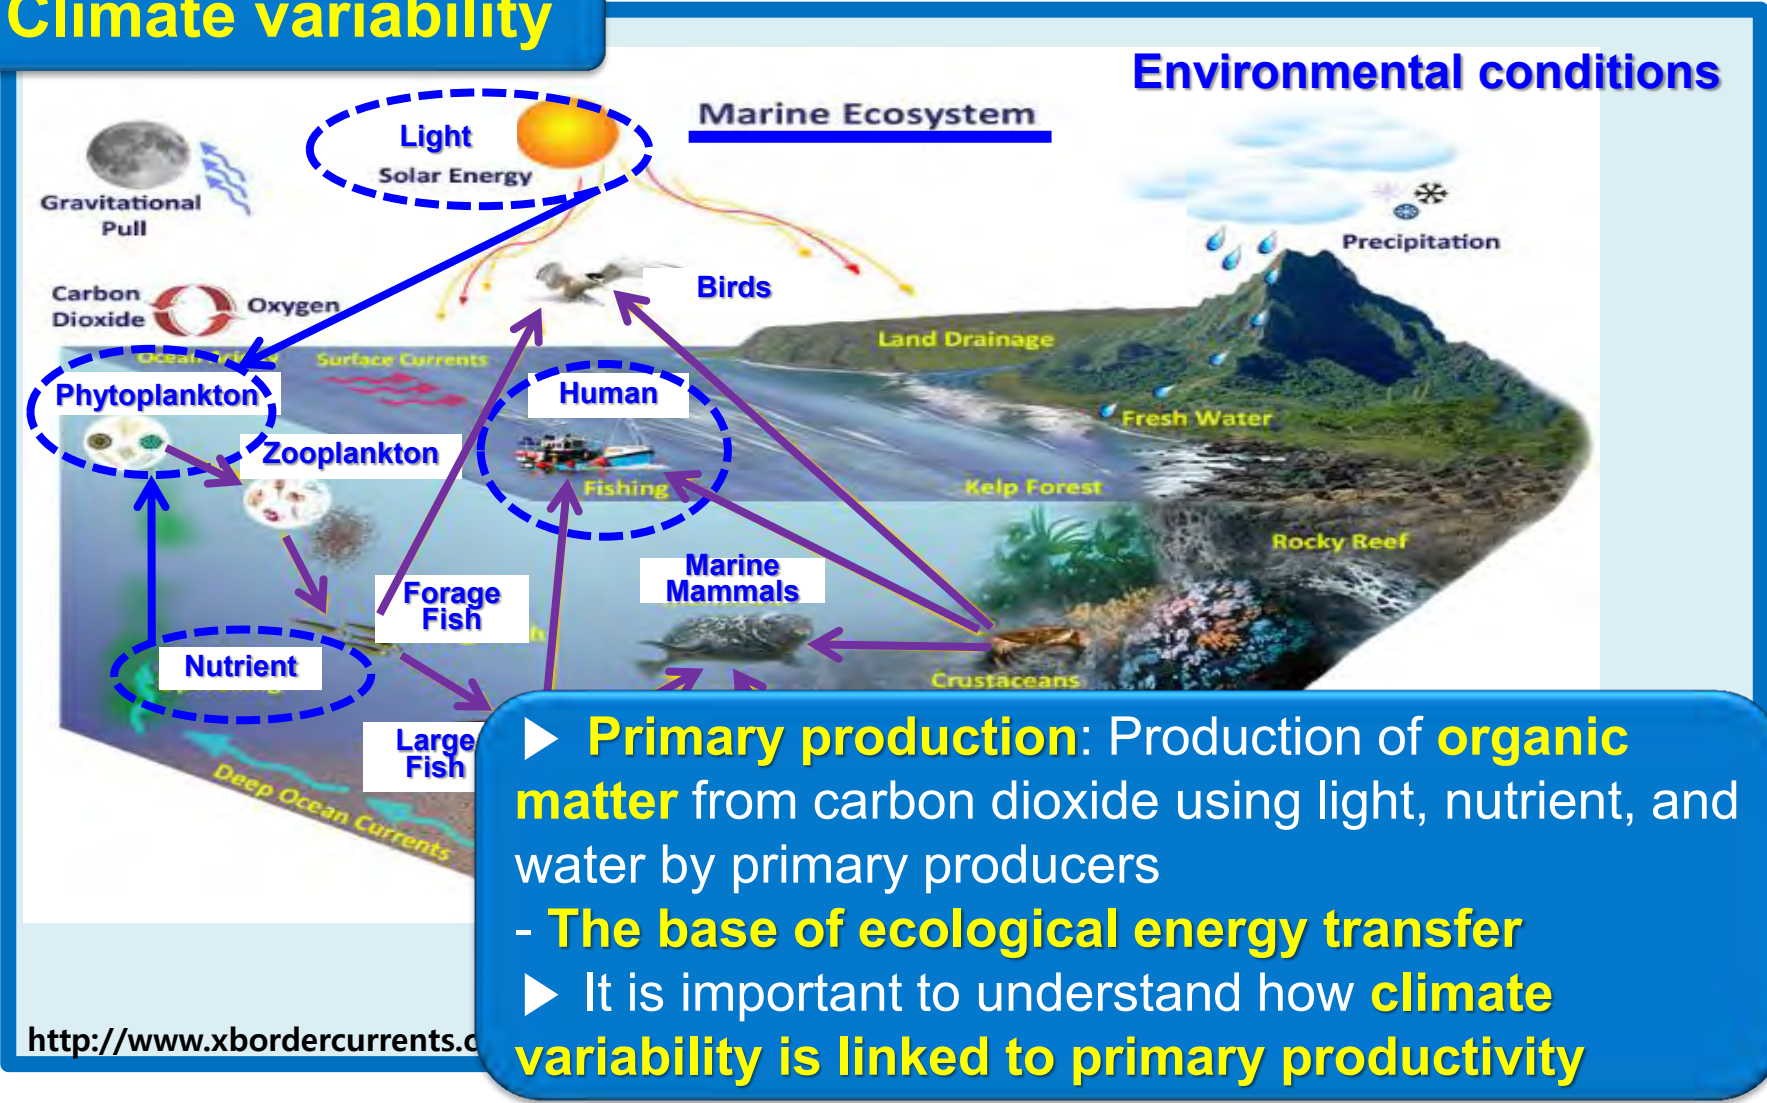 Climate variability
Environmental conditions
Marine Ecosystem
Light
Solar Energy
Gravitational
Pull
Precipitation
Birds
Carbon
Dioxide
Oxygen
Land Drainage
Surface Currents
Phytoplankton
Human
Fresh Water
Zooplankton
Fishing
Kelp Forest
Rocky Reef
Marine
Mammals
Forage
Fish
Nutrient
Crustaceans
Large
Fish
Deep Ocean Currents
▶ Primary production: Production of organic
matter from carbon dioxide using light, nutrient, and
water by primary producers
- The base of ecological energy transfer
▶ It is important to understand how climate
variability is linked to primary productivity
http://www.xbordercurrents.c